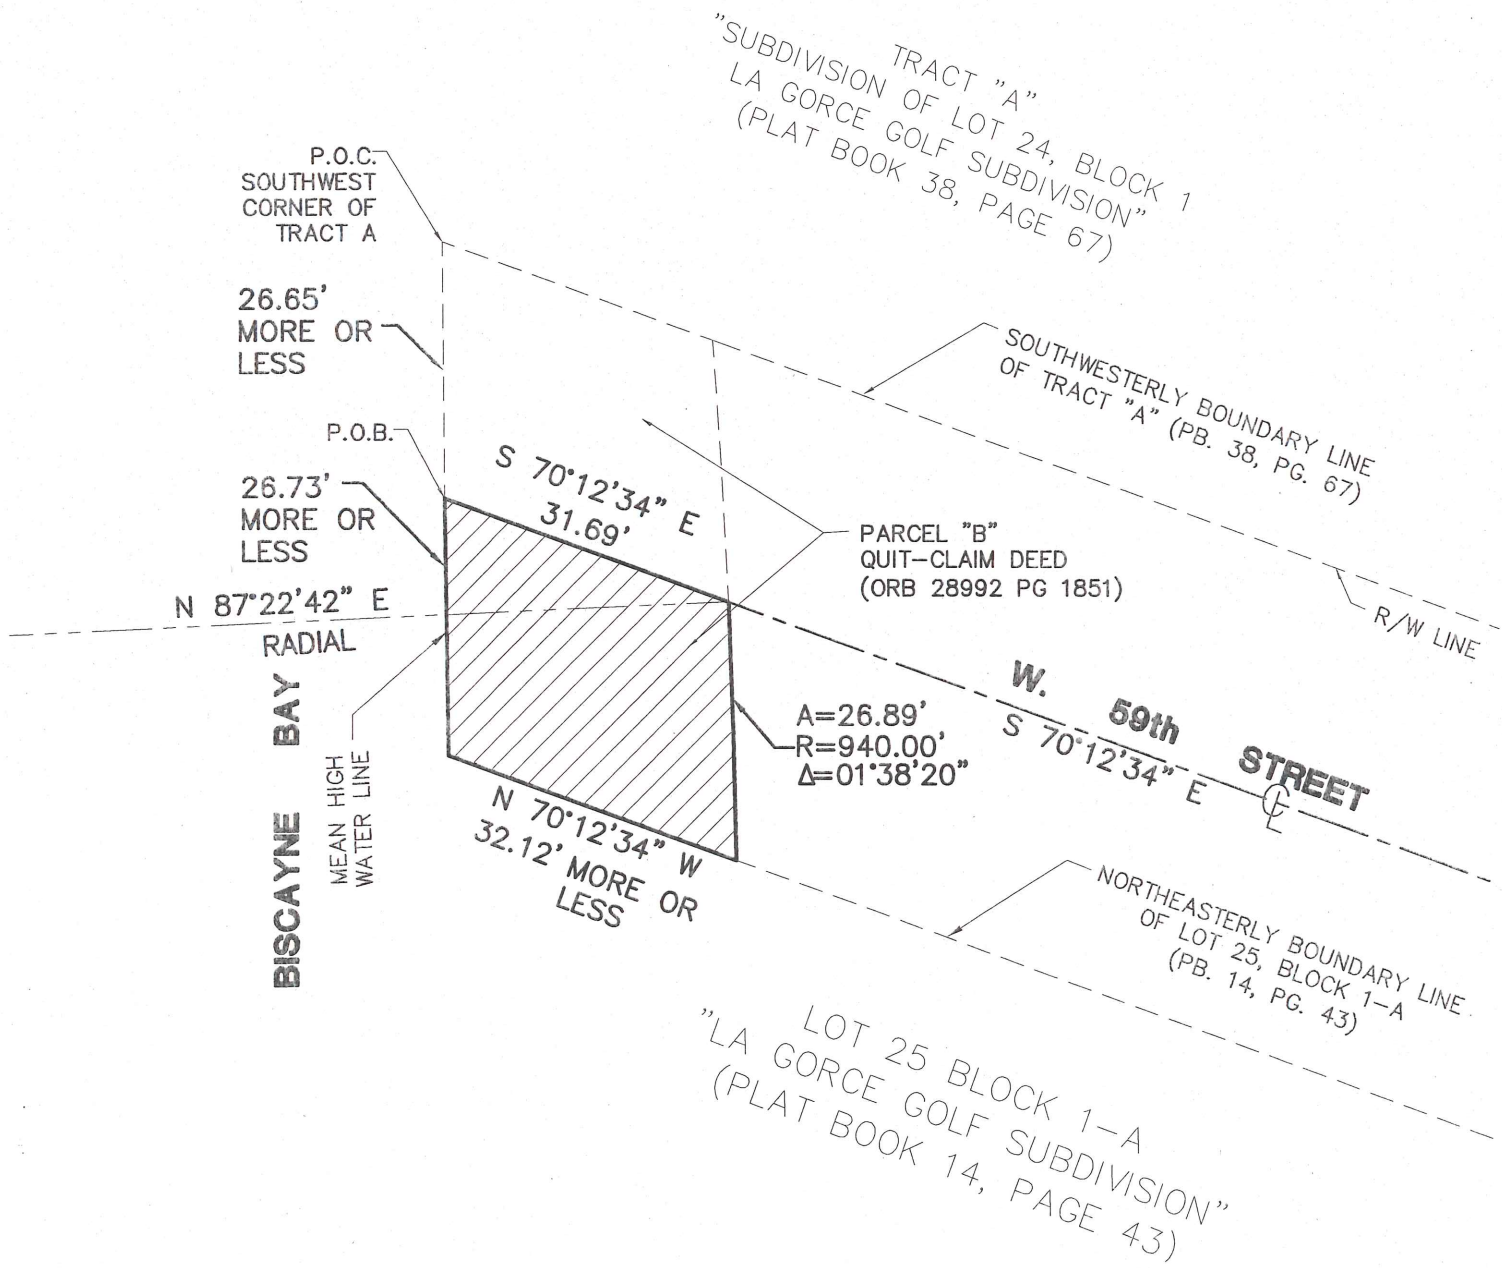 TRACT "A"
"SUBDIVISION OF LOT 24, BLOCK 1
LA GORCE GOLF SUBDIVISION"
(PLAT BOOK 38, PAGE 67)
P.O.C.
SOUTHWEST
CORNER OF
TRACT A
26.65'
MORE OR
LESS
SOUTHWESTERLY BOUNDARY LINE
OF TRACT "A" (PB. 38, PG. 67)
P.O.B.
26.73'
MORE OR
LESS
S 70°12'34" E
31.69'
PARCEL "B"
QUIT-CLAIM DEED
(ORB 28992 PG 1851)
R/W LINE
N 87°22'42" E
RADIAL
BISCAYNE BAY
MEAN HIGH
WATER LINE
A=26.89'
R=940.00'
Δ=01°38'20"
W. 59th STREET
S 70°12'34" E
CL
N 70°12'34" W
32.12' MORE OR
LESS
NORTHEASTERLY BOUNDARY LINE
OF LOT 25, BLOCK 1-A
(PB. 14, PG. 43)
LOT 25 BLOCK 1-A
"LA GORCE GOLF SUBDIVISION"
(PLAT BOOK 14, PAGE 43)